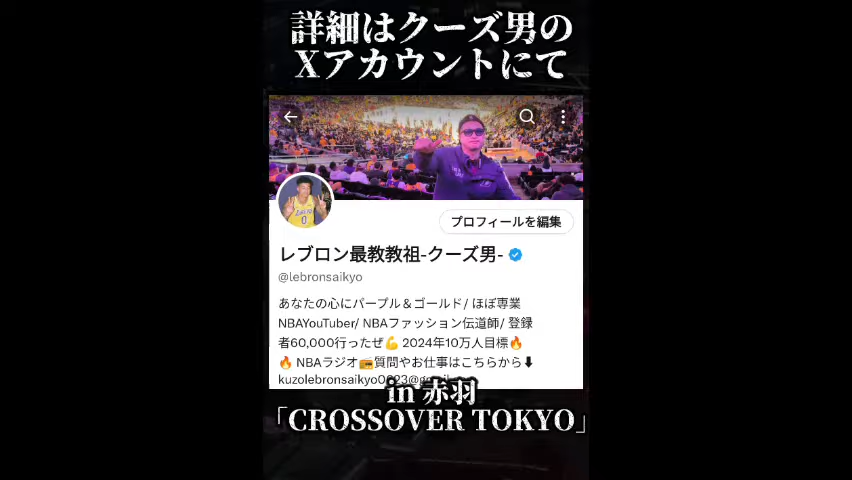 詳細はクーズ男の
Xアカウントにて
プロフィールを編集
レブロン最教教祖-クーズ男-
@lebronsaikyo
あなたの心にパープル＆ゴールド/ ほぼ専業
NBAYouTuber/ NBAファッション伝道師/ 登録
者60,000行ったぜ💪 2024年10万人目標🔥
🔥 NBAラジオ📻質問やお仕事はこちらから⬇
in 赤羽
「CROSSOVER TOKYO」